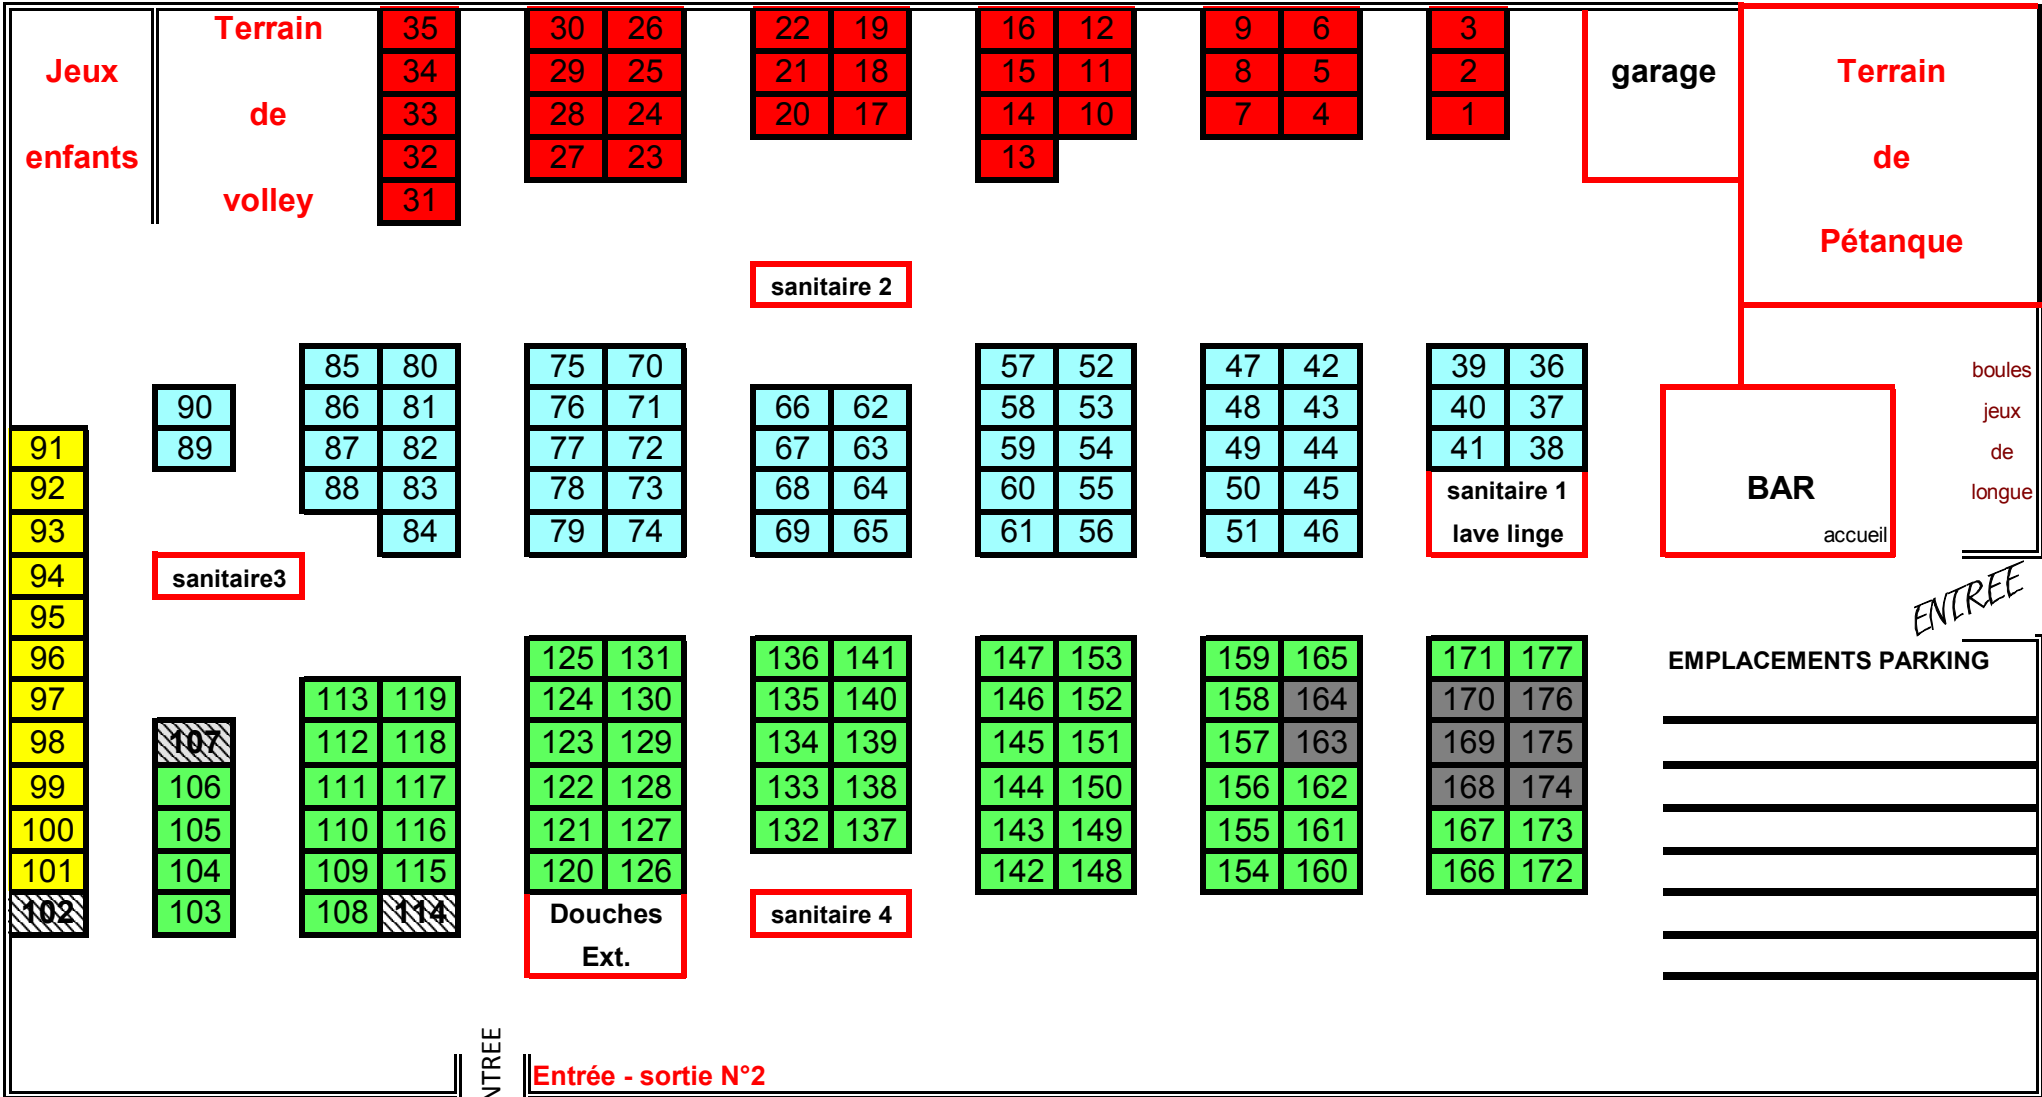 Terrain 35 30 26 22 19 16 12 9 6 3
Jeux 34 29 25 21 18 15 11 8 5 2 garage Terrain
de 33 28 24 20 17 14 10 7 4 1
enfants 32 27 23 13 de
volley 31
Pétanque
sanitaire 2
85 80 75 70 57 52 47 42 39 36 boules
90 86 81 76 71 66 62 58 53 48 43 40 37 jeux
91 89 87 82 77 72 67 63 59 54 49 44 41 38 de
92 88 83 78 73 68 64 60 55 50 45 sanitaire 1 BAR longue
93 84 79 74 69 65 61 56 51 46 lave linge accueil
94 sanitaire3
95 ENTREE
96 125 131 136 141 147 153 159 165 171 177 EMPLACEMENTS PARKING
97 113 119 124 130 135 140 146 152 158 164 170 176
98 107 112 118 123 129 134 139 145 151 157 163 169 175
99 106 111 117 122 128 133 138 144 150 156 162 168 174
100 105 110 116 121 127 132 137 143 149 155 161 167 173
101 104 109 115 120 126 142 148 154 160 166 172
102 103 108 114 Douches sanitaire 4
Ext.
NTREE
Entrée - sortie N°2